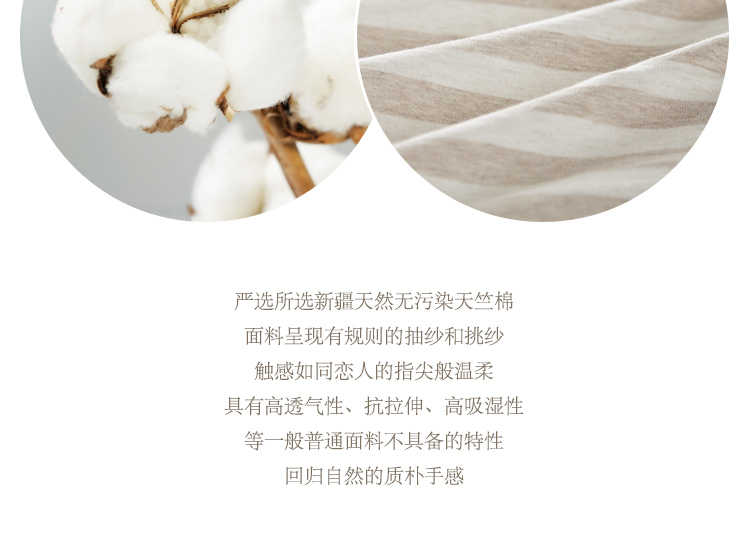 严选所选新疆天然无污染天竺棉
面料呈现有规则的抽纱和挑纱
触感如同恋人的指尖般温柔
具有高透气性、抗拉伸、高吸湿性
等一般普通面料不具备的特性
回归自然的质朴手感